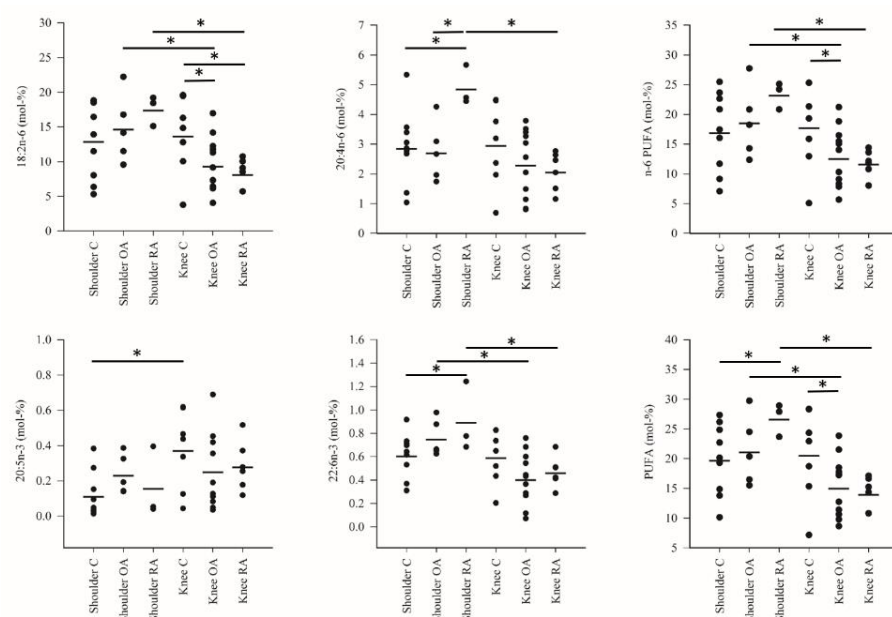 18:2n-6 (mol-%)
30
25
20
15
10
5
0
* * * *
Shoulder C
Shoulder OA
Shoulder RA
Knee C
Knee OA
Knee RA
20:4n-6 (mol-%)
7
6
5
4
3
2
1
0
* * *
Shoulder C
Shoulder OA
Shoulder RA
Knee C
Knee OA
Knee RA
n-6 PUFA (mol-%)
35
30
25
20
15
10
5
0
* * *
Shoulder C
Shoulder OA
Shoulder RA
Knee C
Knee OA
Knee RA
20:5n-3 (mol-%)
1.0
0.8
0.6
0.4
0.2
0.0
*
Shoulder C
Shoulder OA
Shoulder RA
Knee C
Knee OA
Knee RA
22:6n-3 (mol-%)
1.6
1.4
1.2
1.0
0.8
0.6
0.4
0.2
0.0
* * *
Shoulder C
Shoulder OA
Shoulder RA
Knee C
Knee OA
Knee RA
PUFA (mol-%)
40
35
30
25
20
15
10
5
* * * *
Shoulder C
Shoulder OA
Shoulder RA
Knee C
Knee OA
Knee RA